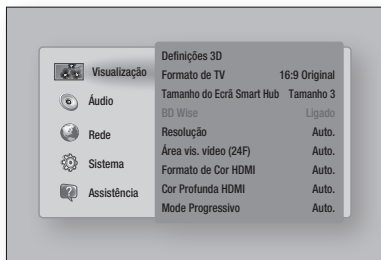 Visualização
Áudio
Rede
Sistema
Assistência
Definições 3D
Formato de TV 16:9 Original
Tamanho do Ecrã Smart Hub Tamanho 3
BD Wise Ligado
Resolução Auto.
Área vis. vídeo (24F) Auto.
Formato de Cor HDMI Auto.
Cor Profunda HDMI Auto.
Mode Progressivo Auto.